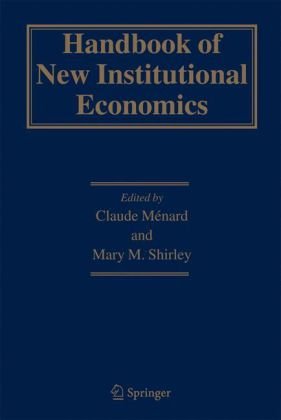 Handbook of
New Institutional
Economics
Edited by
Claude Ménard
and
Mary M. Shirley
Springer